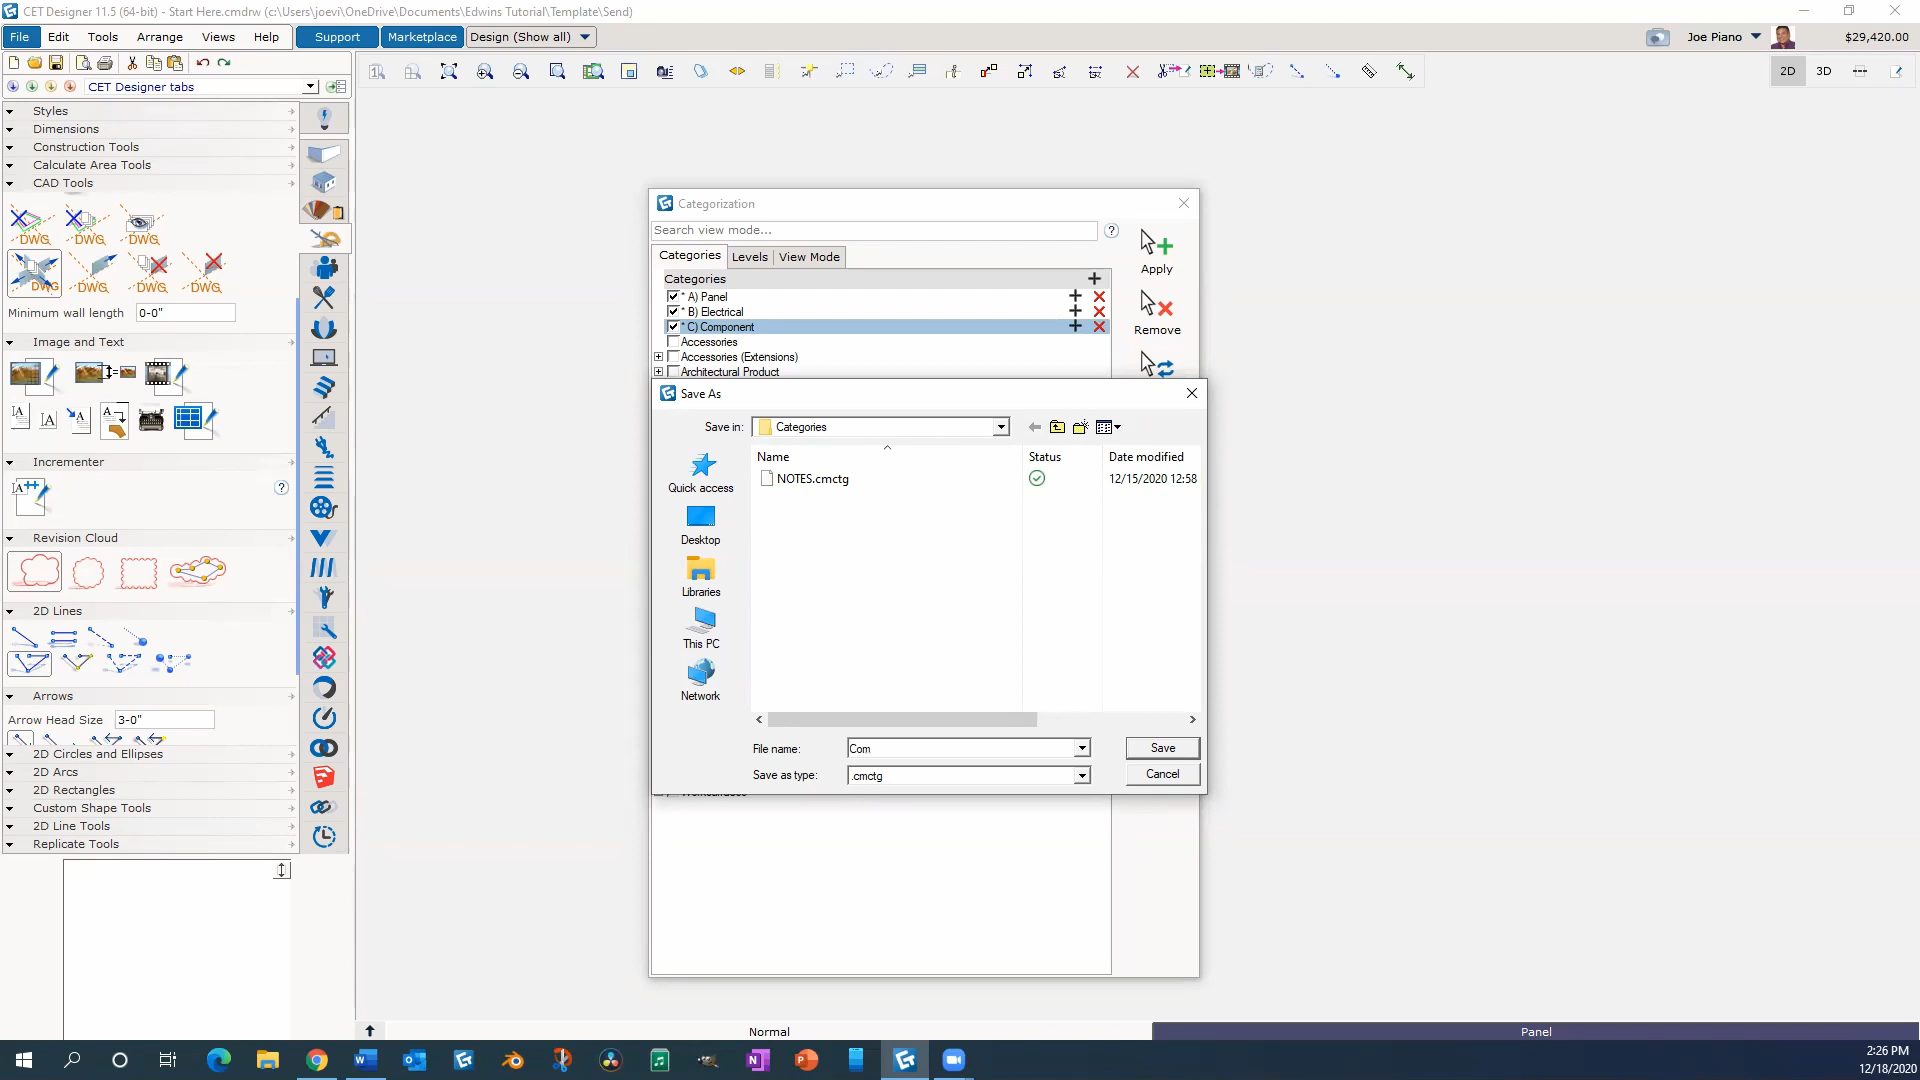 CET Designer 11.5 (64-bit) - Start Here.cmdrw (c:\Users\joevi\OneDrive\Documents\Edwins Tutorial\Template\Send)
File Edit Tools Arrange Views Help Support Marketplace Design (Show all) Joe Piano $29,420.00
CET Designer tabs
2D 3D
Styles
Dimensions
Construction Tools
Calculate Area Tools
CAD Tools
DWG DWG DWG
DWG DWG DWG DWG
Minimum wall length 0-0"
Image and Text
Incrementer
Revision Cloud
2D Lines
Arrows
Arrow Head Size 3-0"
2D Circles and Ellipses
2D Arcs
2D Rectangles
Custom Shape Tools
2D Line Tools
Replicate Tools
Categorization
Search view mode...
Categories Levels View Mode
Categories
* A) Panel
* B) Electrical
* C) Component
Accessories
Accessories (Extensions)
Architectural Product
Apply
Remove
Save As
Save in: Categories
Name Status Date modified
NOTES.cmctg 12/15/2020 12:58
Quick access
Desktop
Libraries
This PC
Network
File name: Com Save
Save as type: .cmctg Cancel
Normal Panel
2:26 PM
12/18/2020